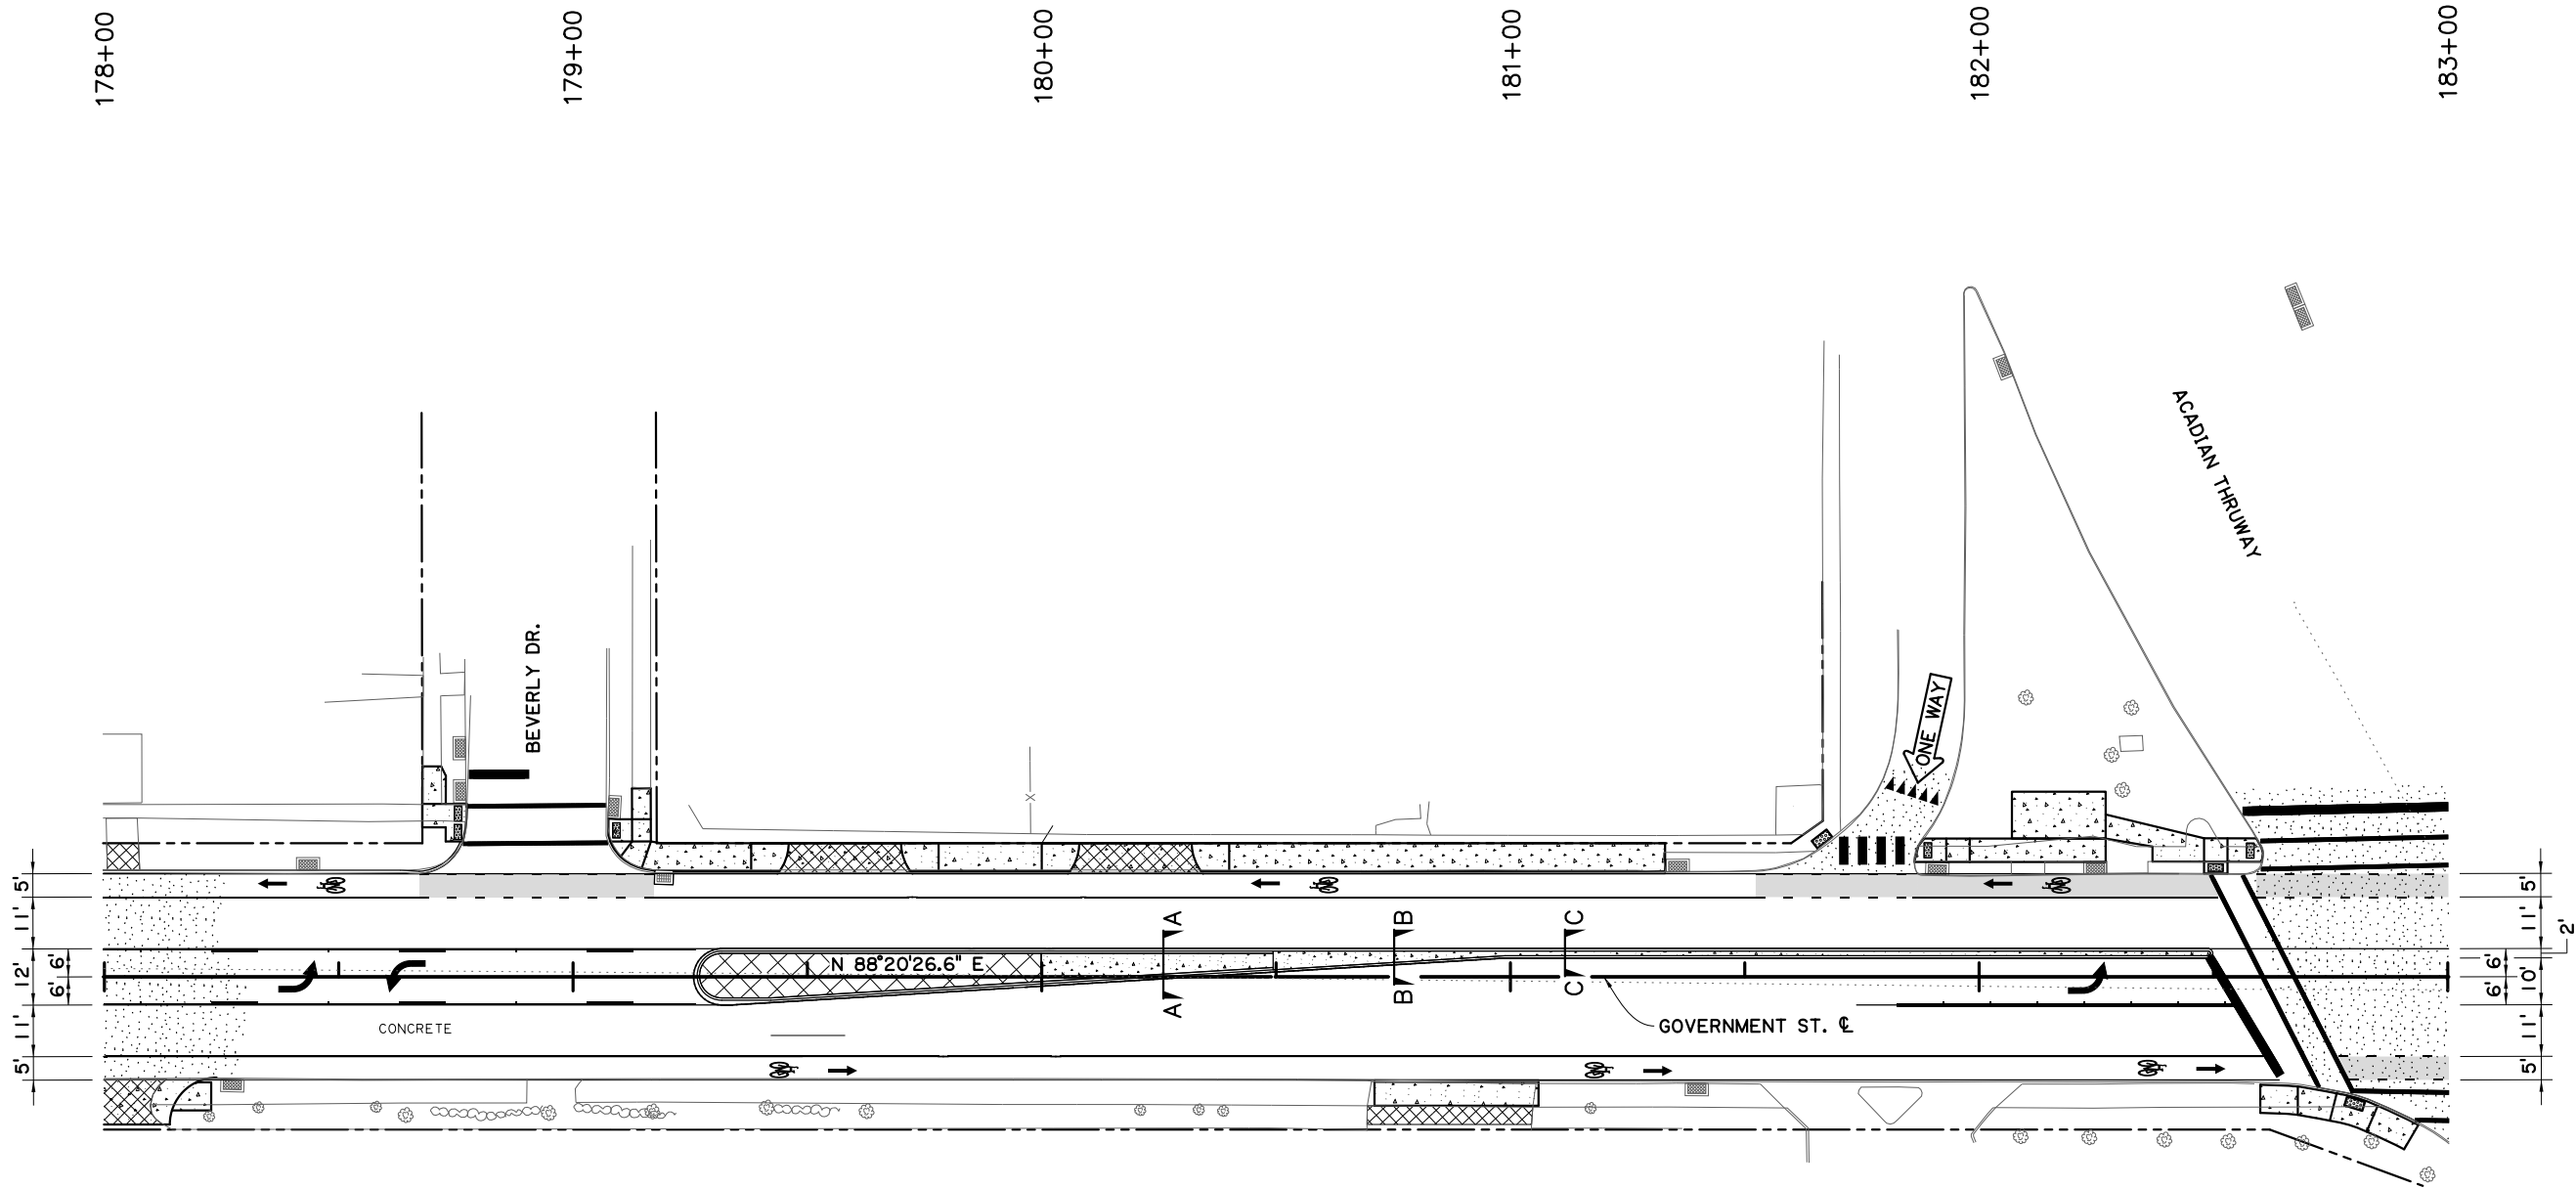 178+00
179+00
180+00
181+00
182+00
183+00
ACADIAN THRUWAY
BEVERLY DR.
ONE WAY
X
5'
11'
12'
6'
6'
11'
5'
A
B
C
N 88°20'26.6" E
A
B
C
CONCRETE
GOVERNMENT ST. ℄
5'
11'
2'
6'
10'
6'
11'
5'